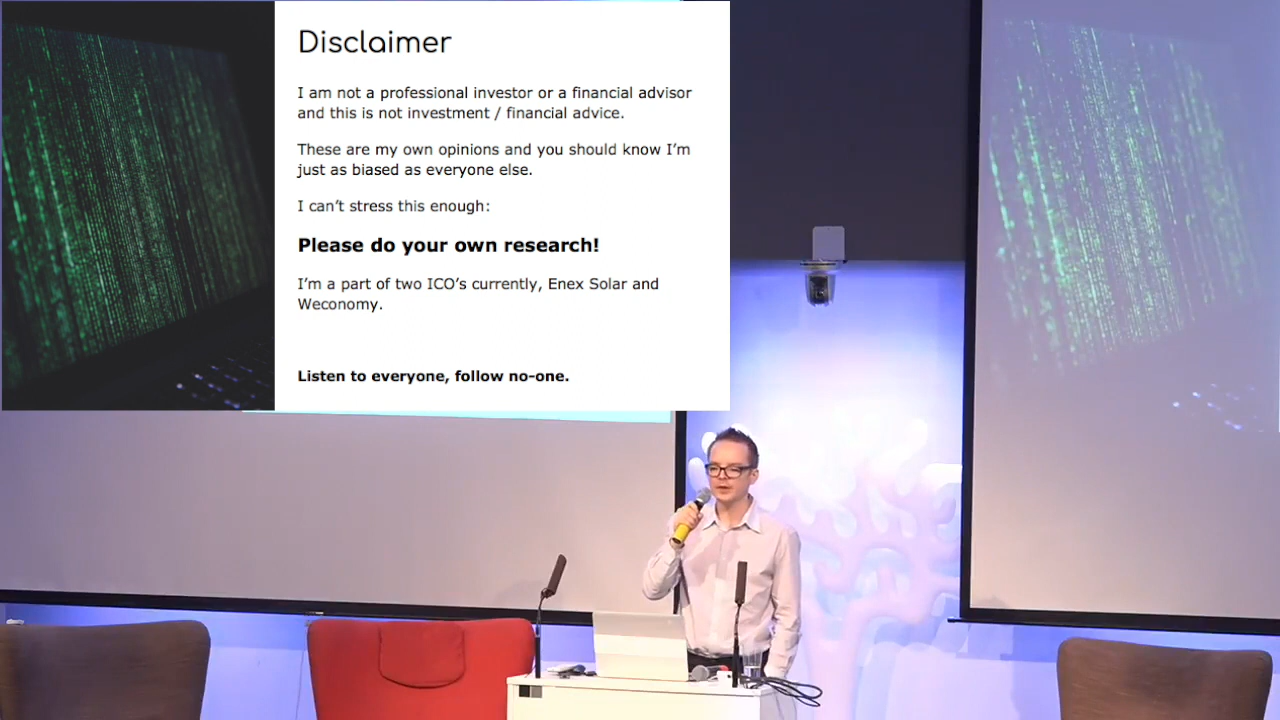 Disclaimer
I am not a professional investor or a financial advisor
and this is not investment / financial advice.
These are my own opinions and you should know I’m
just as biased as everyone else.
I can’t stress this enough:
Please do your own research!
I’m a part of two ICO’s currently, Enex Solar and
Weconomy.
Listen to everyone, follow no-one.